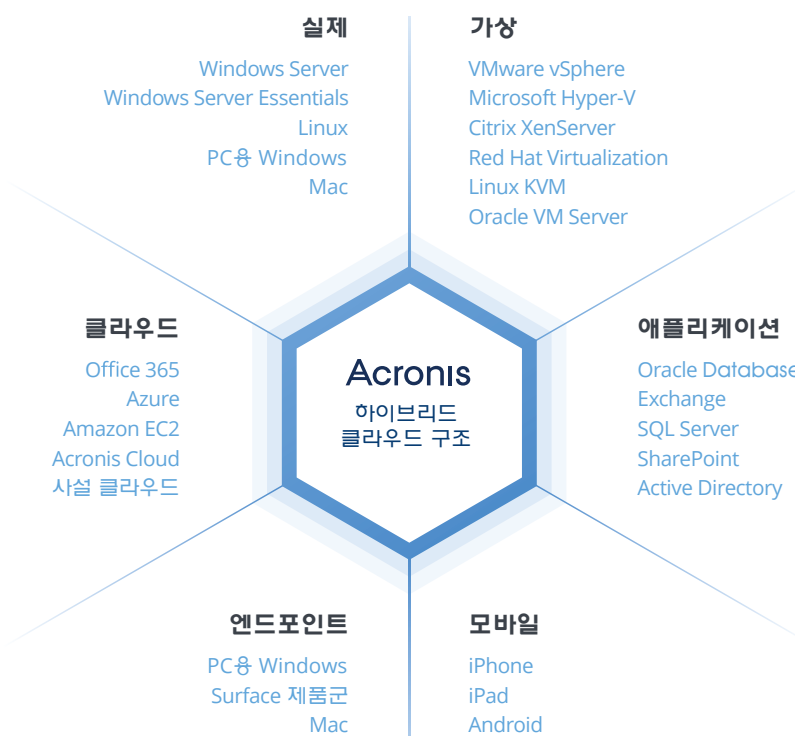 실제
Windows Server
Windows Server Essentials
Linux
PC용 Windows
Mac
가상
VMware vSphere
Microsoft Hyper-V
Citrix XenServer
Red Hat Virtualization
Linux KVM
Oracle VM Server
클라우드
Office 365
Azure
Amazon EC2
Acronis Cloud
사설 클라우드
Acronis
하이브리드
클라우드 구조
애플리케이션
Oracle Database
Exchange
SQL Server
SharePoint
Active Directory
엔드포인트
PC용 Windows
Surface 제품군
Mac
모바일
iPhone
iPad
Android